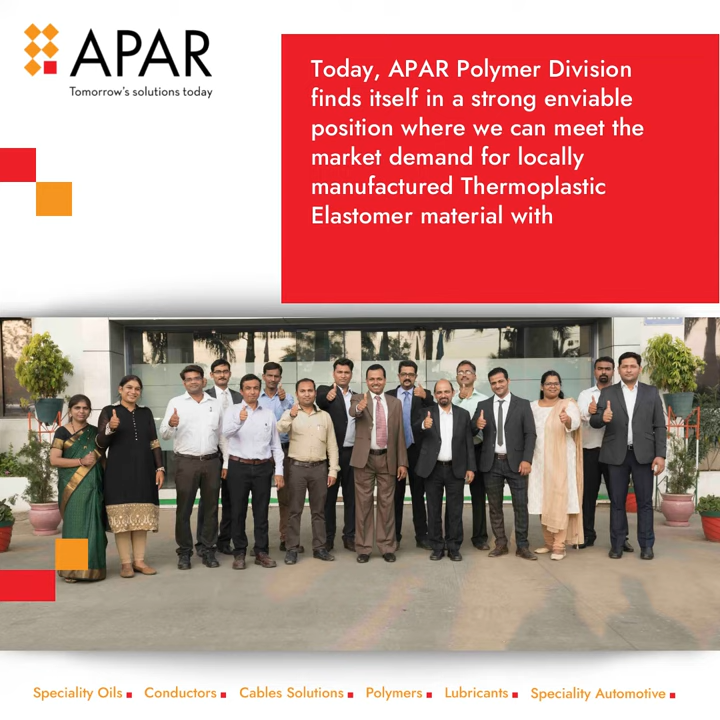 APAR
Tomorrow's solutions today
Today, APAR Polymer Division
finds itself in a strong enviable
position where we can meet the
market demand for locally
manufactured Thermoplastic
Elastomer material with
Speciality Oils Conductors Cables Solutions Polymers Lubricants Speciality Automotive